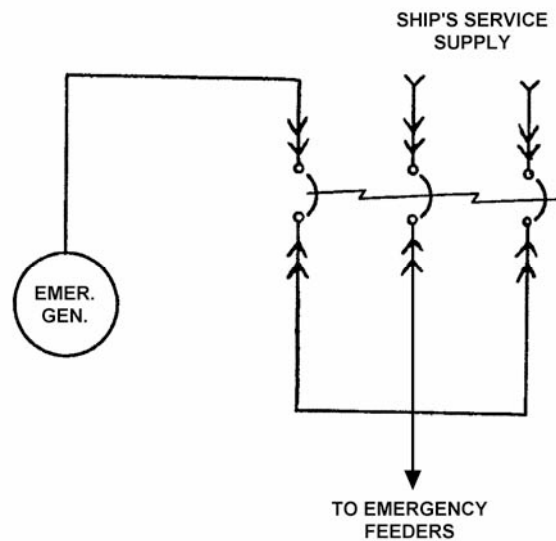 SHIP'S SERVICE
SUPPLY
EMER.
GEN.
TO EMERGENCY
FEEDERS